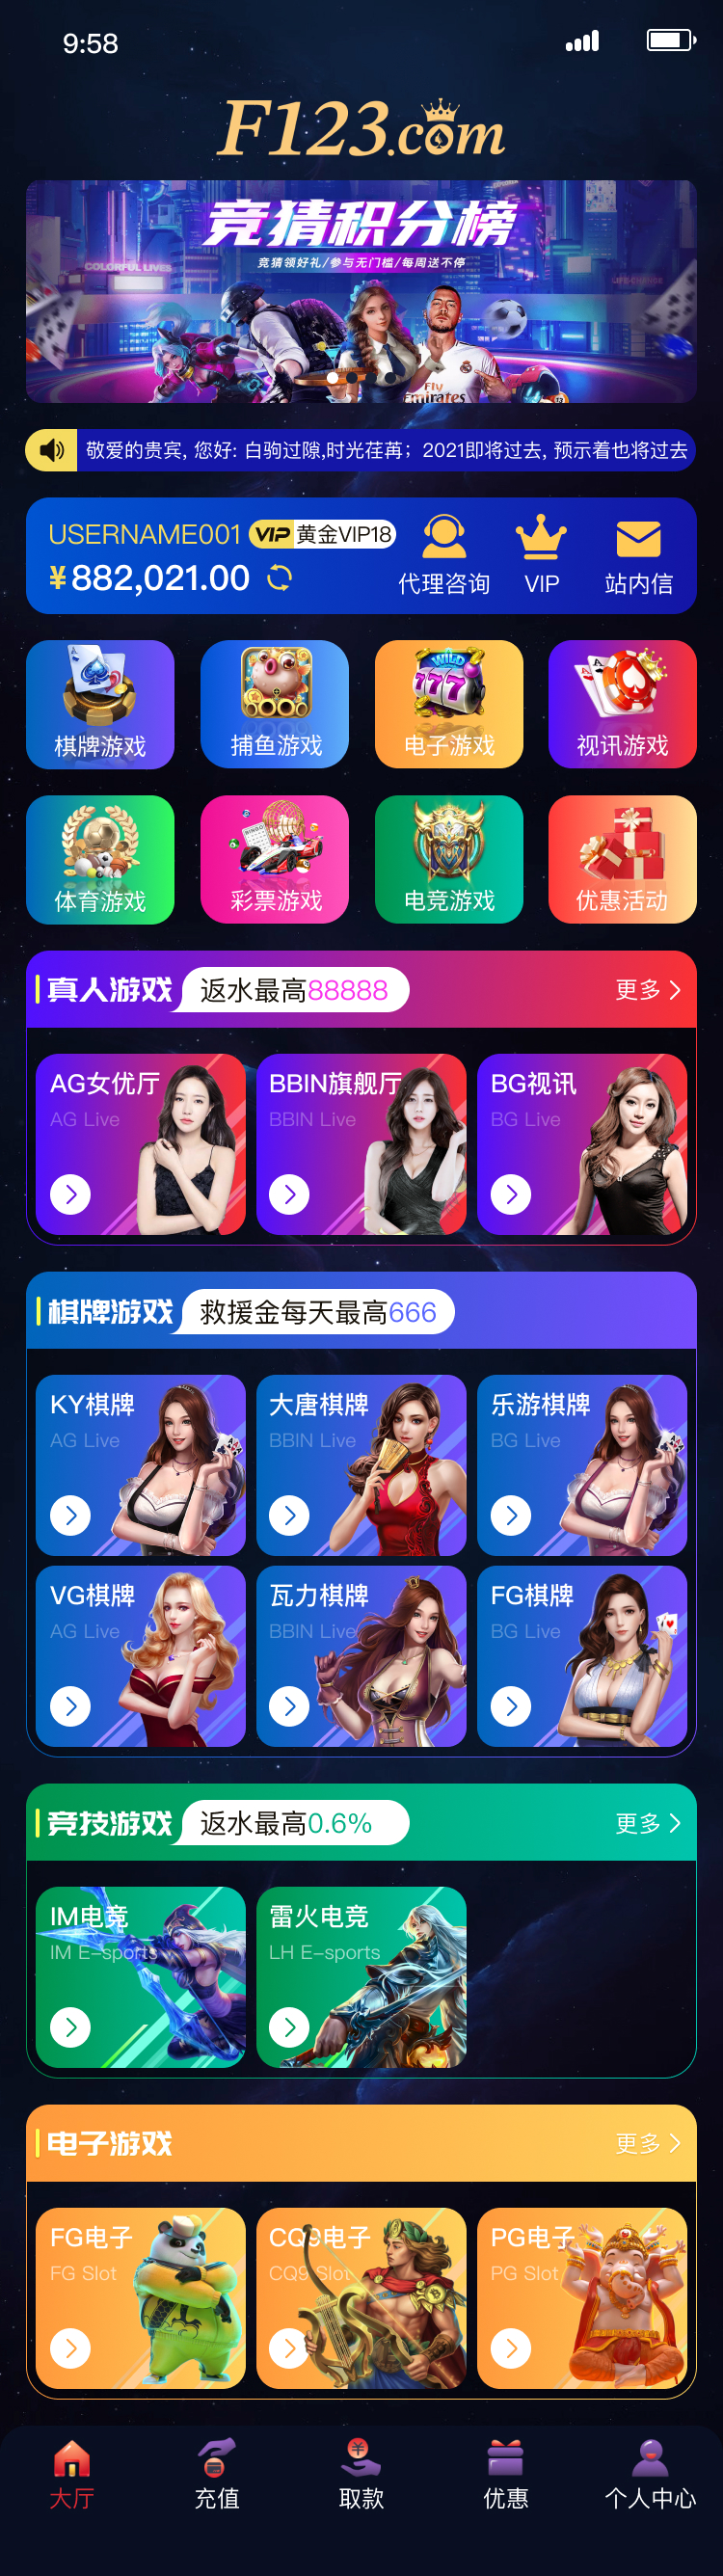 9:58
F123.com
竞猜积分榜
竞猜领好礼/参与无门槛/每周送不停
COLORFUL LIVES
Fly
Emirates
敬爱的贵宾, 您好: 白驹过隙,时光荏苒；2021即将过去, 预示着也将过去
USERNAME001 VIP 黄金VIP18
¥882,021.00
代理咨询 VIP 站内信
WILD
777
棋牌游戏 捕鱼游戏 电子游戏 视讯游戏
BINGO
体育游戏 彩票游戏 电竞游戏 优惠活动
真人游戏 返水最高88888 更多
AG女优厅 BBIN旗舰厅 BG视讯
AG Live BBIN Live BG Live
棋牌游戏 救援金每天最高666
KY棋牌 大唐棋牌 乐游棋牌
AG Live BBIN Live BG Live
VG棋牌 瓦力棋牌 FG棋牌
AG Live BBIN Live BG Live
竞技游戏 返水最高0.6% 更多
IM电竞 雷火电竞
IM E-sports LH E-sports
电子游戏 更多
FG电子 CQ9电子 PG电子
FG Slot CQ9 Slot PG Slot
大厅 充值 取款 优惠 个人中心